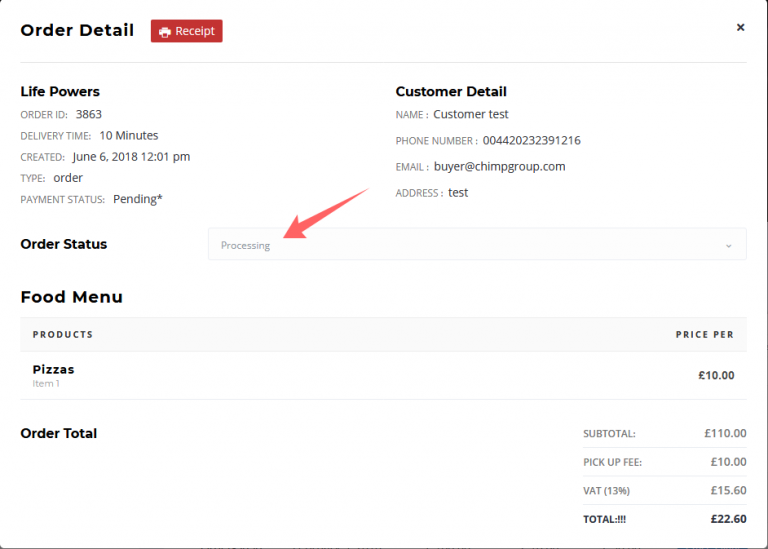 Order Detail Receipt ×
Life Powers
ORDER ID: 3863
DELIVERY TIME: 10 Minutes
CREATED: June 6, 2018 12:01 pm
TYPE: order
PAYMENT STATUS: Pending*
Customer Detail
NAME : Customer test
PHONE NUMBER : 004420232391216
EMAIL : buyer@chimpgroup.com
ADDRESS : test
Order Status Processing
Food Menu
PRODUCTS PRICE PER
Pizzas £10.00
Item 1
Order Total
SUBTOTAL: £110.00
PICK UP FEE: £10.00
VAT (13%) £15.60
TOTAL:!!! £22.60